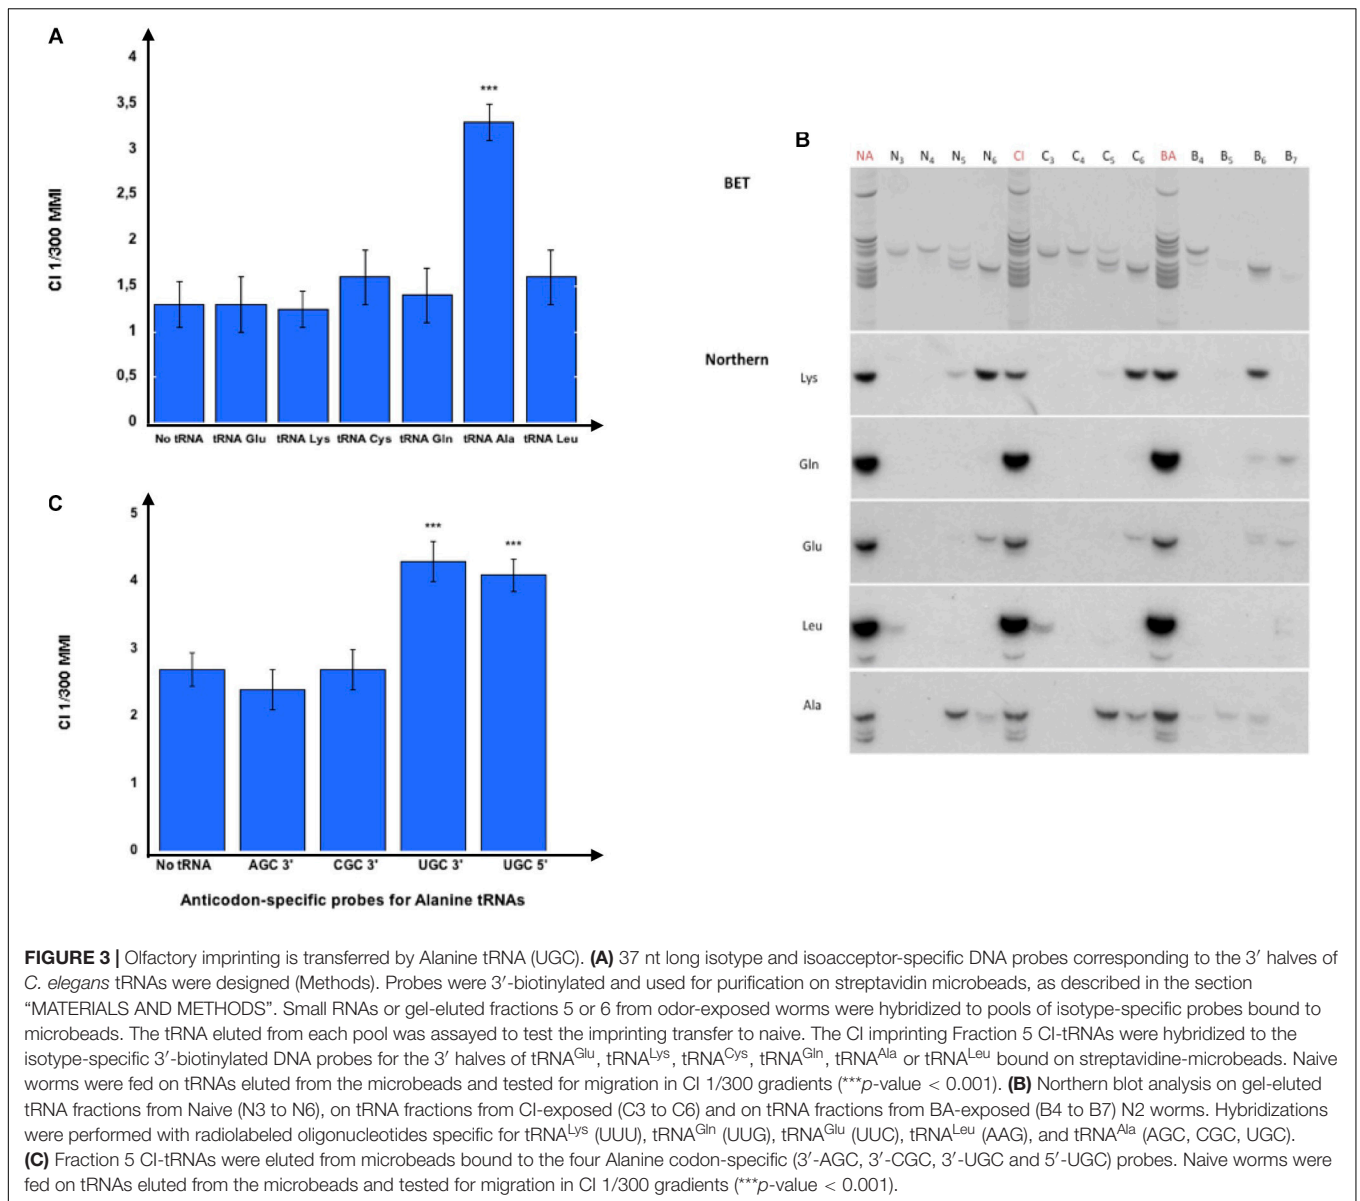 A
4
3,5
3
2,5
2
1,5
1
0,5
0
CI 1/300 MMI
***
No tRNA tRNA Glu tRNA Lys tRNA Cys tRNA Gln tRNA Ala tRNA Leu
B
NA N3 N4 N5 N6 CI C3 C4 C5 C6 BA B4 B5 B6 B7
BET
Northern
Lys
Gln
Glu
Leu
Ala
C
5
4
3
2
1
0
CI 1/300 MMI
***
***
No tRNA AGC 3' CGC 3' UGC 3' UGC 5'
Anticodon-specific probes for Alanine tRNAs
FIGURE 3 | Olfactory imprinting is transferred by Alanine tRNA (UGC). (A) 37 nt long isotype and isoacceptor-specific DNA probes corresponding to the 3′ halves of
C. elegans tRNAs were designed (Methods). Probes were 3′-biotinylated and used for purification on streptavidin microbeads, as described in the section
“MATERIALS AND METHODS”. Small RNAs or gel-eluted fractions 5 or 6 from odor-exposed worms were hybridized to pools of isotype-specific probes bound to
microbeads. The tRNA eluted from each pool was assayed to test the imprinting transfer to naive. The CI imprinting Fraction 5 CI-tRNAs were hybridized to the
isotype-specific 3′-biotinylated DNA probes for the 3′ halves of tRNAGlu, tRNALys, tRNACys, tRNAGln, tRNAAla or tRNALeu bound on streptavidine-microbeads. Naive
worms were fed on tRNAs eluted from the microbeads and tested for migration in CI 1/300 gradients (***p-value < 0.001). (B) Northern blot analysis on gel-eluted
tRNA fractions from Naive (N3 to N6), on tRNA fractions from CI-exposed (C3 to C6) and on tRNA fractions from BA-exposed (B4 to B7) N2 worms. Hybridizations
were performed with radiolabeled oligonucleotides specific for tRNALys (UUU), tRNAGln (UUG), tRNAGlu (UUC), tRNALeu (AAG), and tRNAAla (AGC, CGC, UGC).
(C) Fraction 5 CI-tRNAs were eluted from microbeads bound to the four Alanine codon-specific (3′-AGC, 3′-CGC, 3′-UGC and 5′-UGC) probes. Naive worms were
fed on tRNAs eluted from the microbeads and tested for migration in CI 1/300 gradients (***p-value < 0.001).